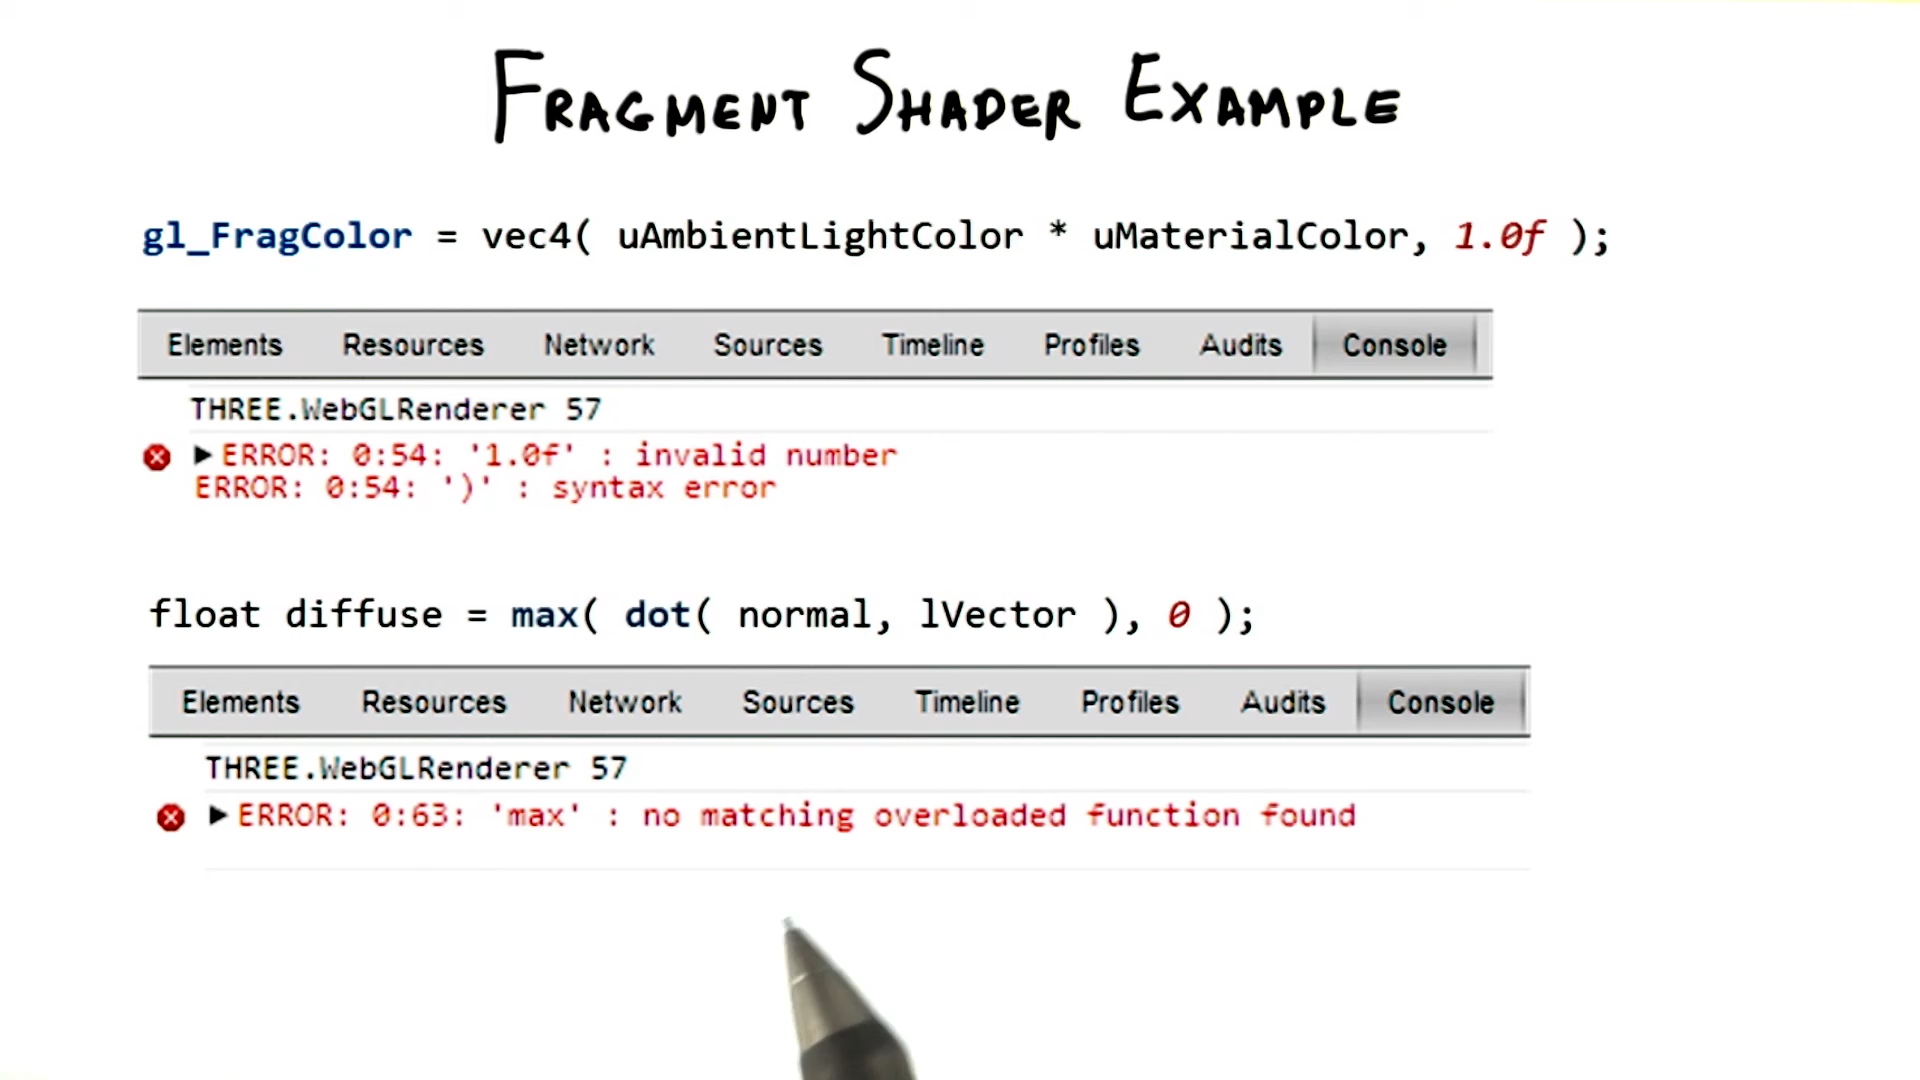 FRAGMENT SHADER EXAMPLE
gl_FragColor = vec4( uAmbientLightColor * uMaterialColor, 1.0f );
Elements Resources Network Sources Timeline Profiles Audits Console
THREE.WebGLRenderer 57
ERROR: 0:54: '1.0f' : invalid number
ERROR: 0:54: ')' : syntax error
float diffuse = max( dot( normal, lVector ), 0 );
Elements Resources Network Sources Timeline Profiles Audits Console
THREE.WebGLRenderer 57
ERROR: 0:63: 'max' : no matching overloaded function found